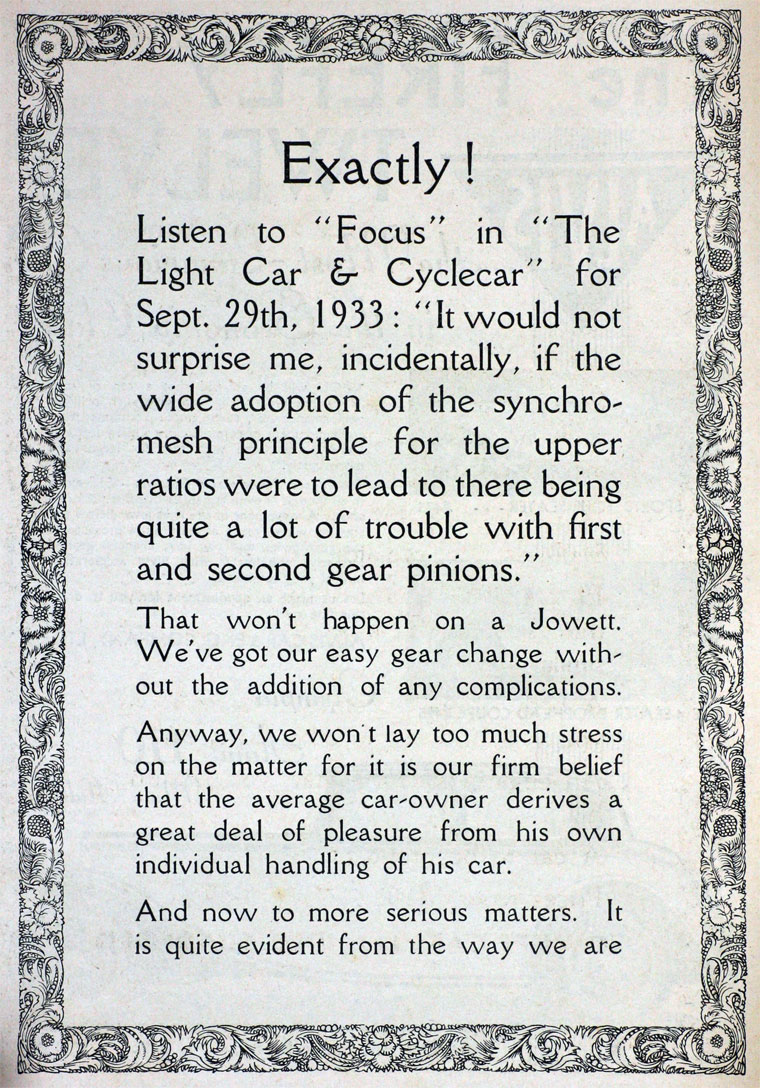 Exactly !
Listen to “Focus” in “The
Light Car & Cyclecar” for
Sept. 29th, 1933 : “It would not
surprise me, incidentally, if the
wide adoption of the synchro-
mesh principle for the upper
ratios were to lead to there being
quite a lot of trouble with first
and second gear pinions.”
That won't happen on a Jowett.
We've got our easy gear change with-
out the addition of any complications.
Anyway, we won't lay too much stress
on the matter for it is our firm belief
that the average car-owner derives a
great deal of pleasure from his own
individual handling of his car.
And now to more serious matters. It
is quite evident from the way we are